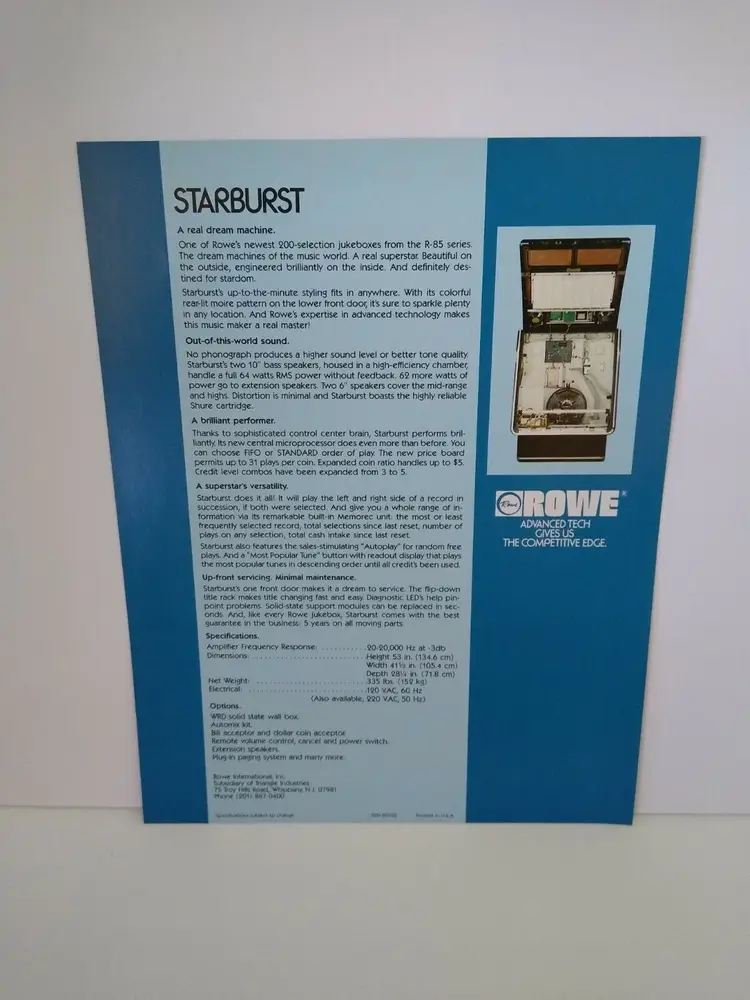 STARBURST
A real dream machine.
One of Rowe's newest 200-selection jukeboxes from the R-85 series.
The dream machines of the music world. A real superstar. Beautiful on
the outside, engineered brilliantly on the inside. And definitely des-
tined for stardom.
Starburst's up-to-the-minute styling fits in anywhere. With its colorful
rear-lit moire pattern on the lower front door, it's sure to sparkle plenty
in any location. And Rowe's expertise in advanced technology makes
this music maker a real master!
Out-of-this-world sound.
No phonograph produces a higher sound level or better tone quality.
Starburst's two 10" bass speakers, housed in a high-efficiency chamber,
handle a full 64 watts RMS power without feedback. 62 more watts of
power go to extension speakers. Two 6" speakers cover the mid-range
and highs. Distortion is minimal and Starburst boasts the highly reliable
Shure cartridge.
A brilliant performer.
Thanks to sophisticated control center brain, Starburst performs bril-
liantly. Its new central microprocessor does even more than before. You
can choose FIFO or STANDARD order of play. The new price board
permits up to 31 plays per coin. Expanded coin ratio handles up to $5.
Credit level combos have been expanded from 3 to 5.
A superstar's versatility.
Starburst does it all! It will play the left and right side of a record in
succession, if both were selected. And give you a whole range of in-
formation via its remarkable built-in Memorec unit: the most or least
frequently selected record, total selections since last reset, number of
plays on any selection, total cash intake since last reset.
Starburst also features the sales-stimulating "Autoplay" for random free
plays. And a "Most Popular Tune" button with readout display that plays
the most popular tunes in descending order until all credit's been used.
Up-front servicing. Minimal maintenance.
Starburst's one front door makes it a dream to service. The flip-down
title rack makes title changing fast and easy. Diagnostic LED's help pin-
point problems. Solid-state support modules can be replaced in sec-
onds. And, like every Rowe jukebox, Starburst comes with the best
guarantee in the business: 5 years on all moving parts.
Specifications.
Amplifier Frequency Response: ........... 20-20,000 Hz at -3db
Dimensions: ........................... Height 53 in. (134.6 cm)
Width 41½ in. (105.4 cm)
Depth 28¼ in. (71.8 cm)
Net Weight: ........................... 335 lbs. (152 kg)
Electrical: ........................... 120 VAC, 60 Hz
(Also available, 220 VAC, 50 Hz)
Options.
WRD solid state wall box.
Automix kit.
Bill acceptor and dollar coin acceptor.
Remote volume control, cancel and power switch.
Extension speakers.
Plug-in paging system and many more.
Rowe International, Inc.
Subsidiary of Triangle Industries
75 Troy Hills Road, Whippany, N.J. 07981
Phone (201) 887-0400
Specifications subject to change
Printed in U.S.A.
Rowe
ROWE®
ADVANCED TECH
GIVES US
THE COMPETITIVE EDGE.